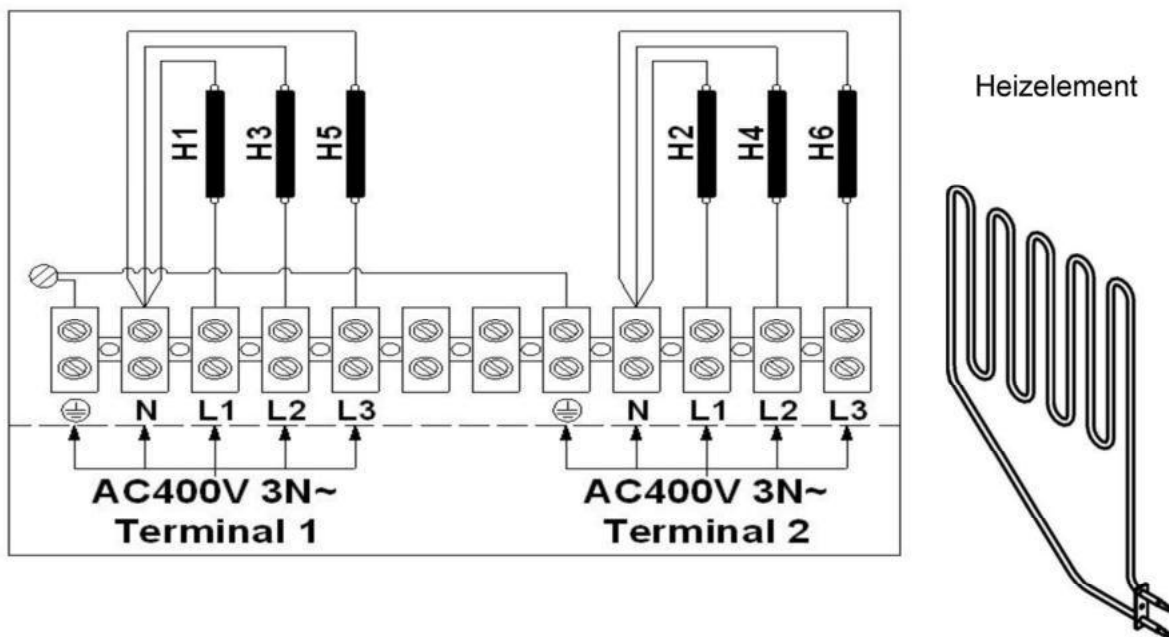 H1 H3 H5 H2 H4 H6
Heizelement
N L1 L2 L3 N L1 L2 L3
AC400V 3N~ AC400V 3N~
Terminal 1 Terminal 2